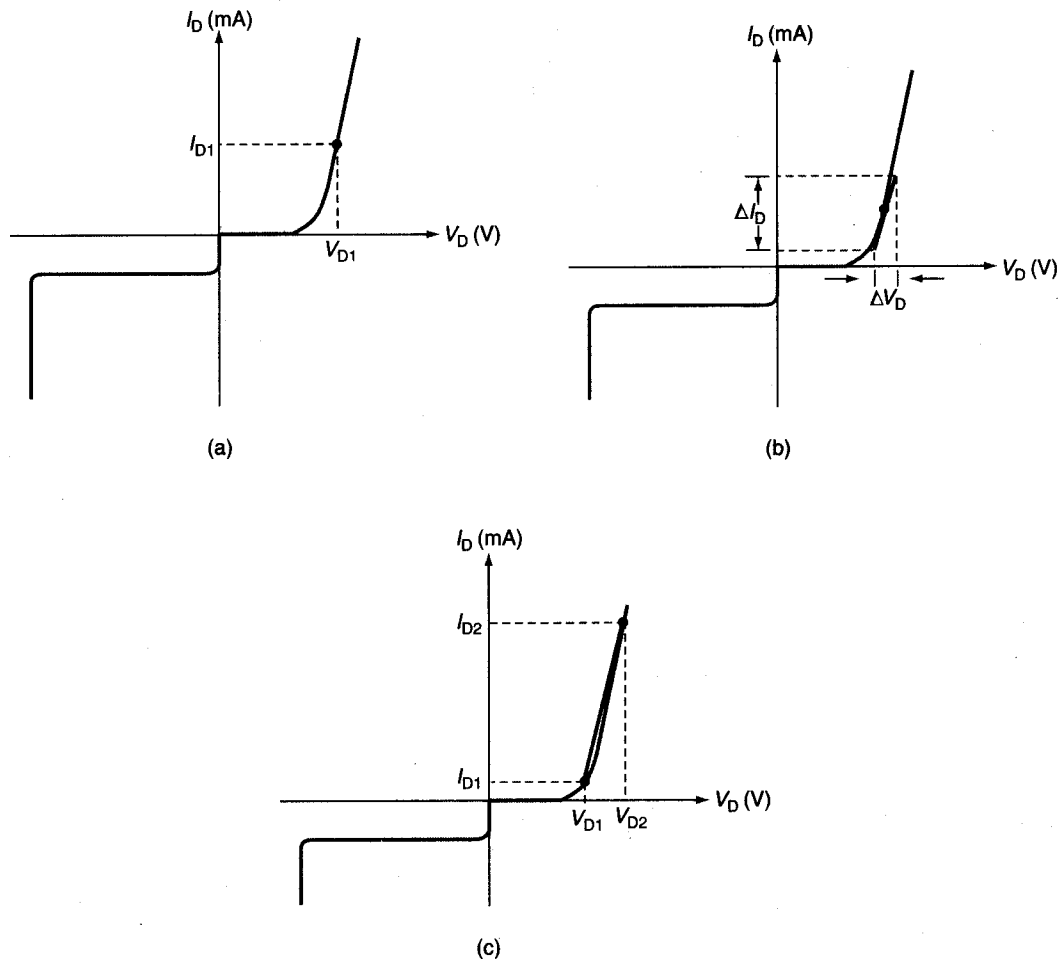 I_D (mA)
I_D1
V_D1
V_D (V)
(a)
I_D (mA)
ΔI_D
V_D (V)
ΔV_D
(b)
I_D (mA)
I_D2
I_D1
V_D1
V_D2
V_D (V)
(c)